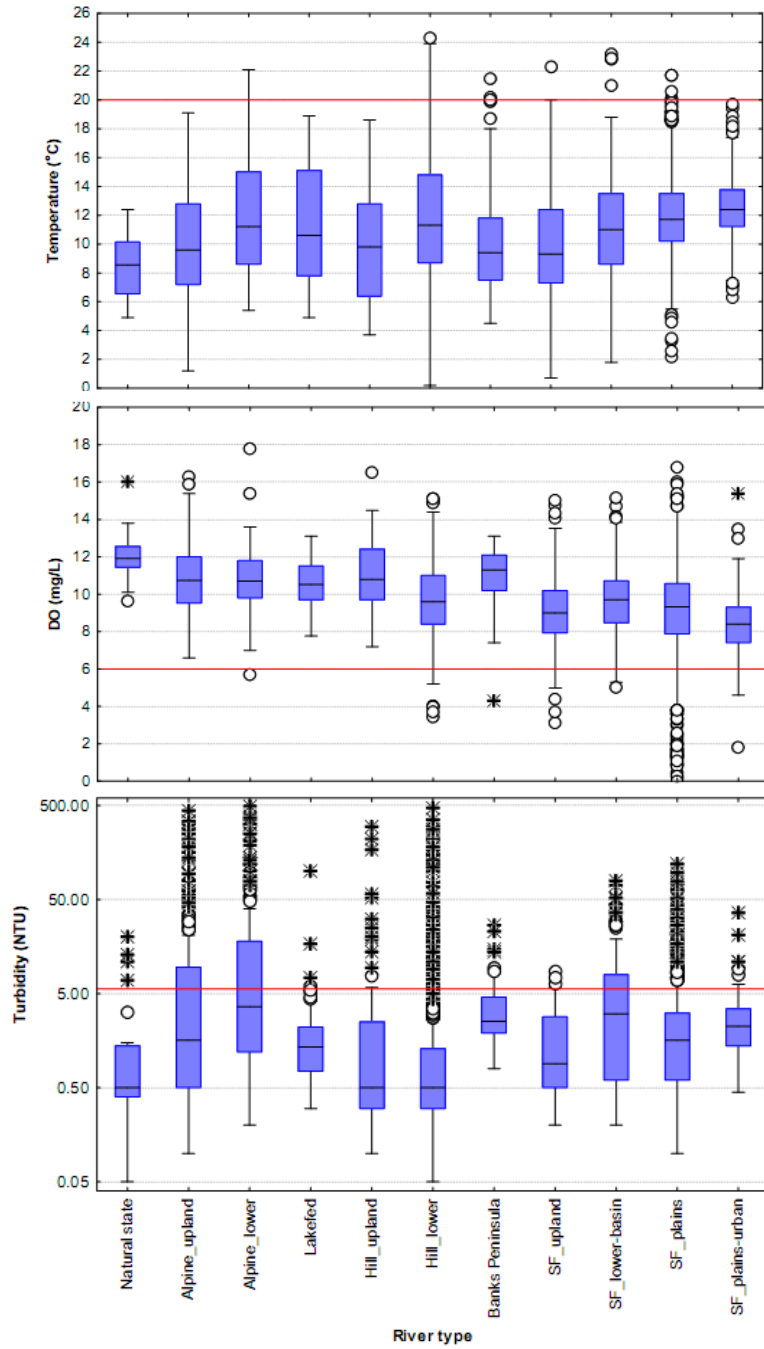 26
24
22
20
18
16
14
12
10
8
6
4
2
0
Temperature (°C)
20
18
16
14
12
10
8
6
4
2
0
DO (mg/L)
500.00
50.00
5.00
0.50
0.05
Turbidity (NTU)
Natural state
Alpine_upland
Alpine_lower
Lakefed
Hill_upland
Hill_lower
Banks Peninsula
SF_upland
SF_lower-basin
SF_plains
SF_plains-urban
River type